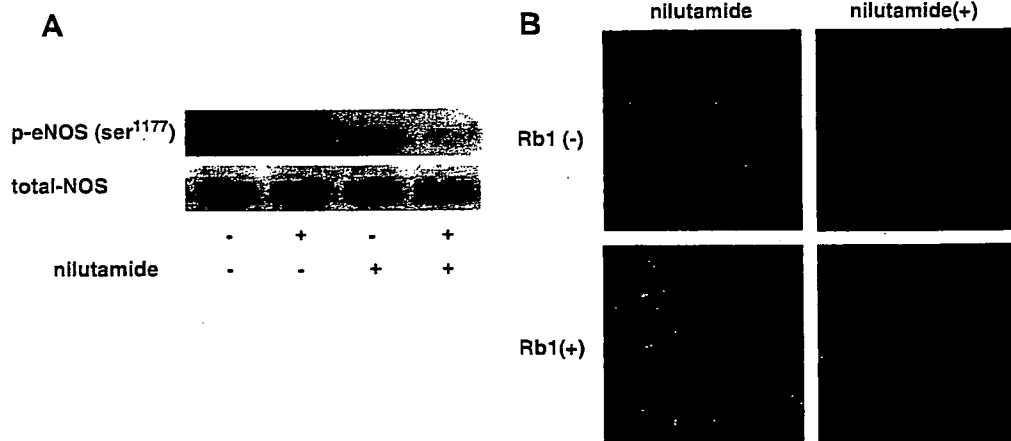 A
p-eNOS (ser1177)
total-NOS
- + - +
nilutamide - - + +
B
nilutamide nilutamide(+)
Rb1 (-)
Rb1(+)